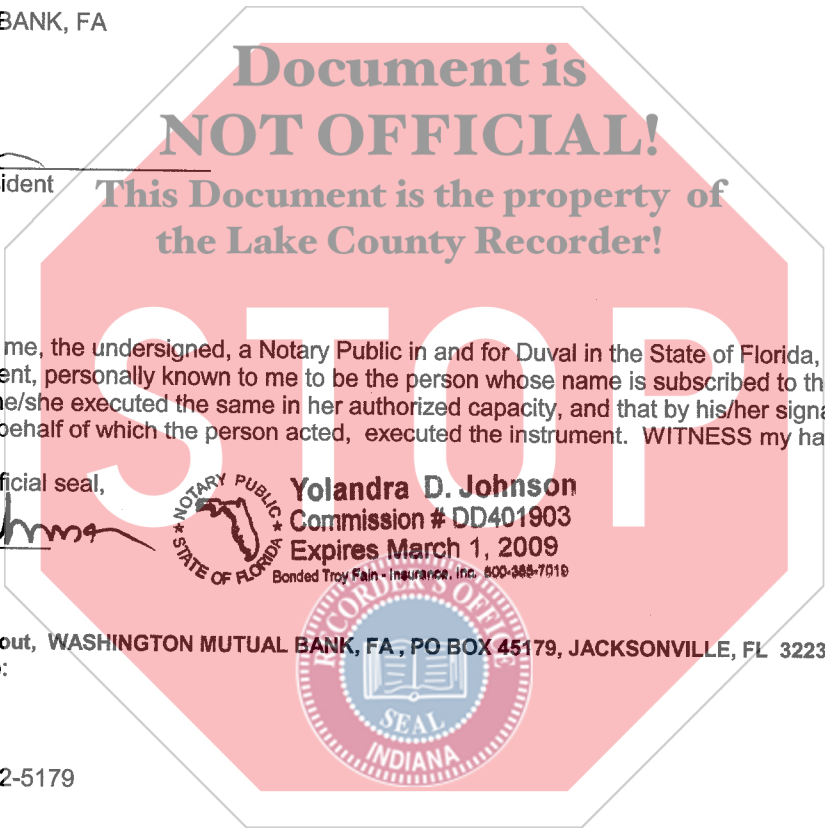 BANK, FA
Document is
NOT OFFICIAL!
ident
This Document is the property of
the Lake County Recorder!
STOP
me, the undersigned, a Notary Public in and for Duval in the State of Florida,
ent, personally known to me to be the person whose name is subscribed to th
e/she executed the same in her authorized capacity, and that by his/her signa
behalf of which the person acted, executed the instrument. WITNESS my ha
ficial seal,
NOTARY PUBLIC
STATE OF FLORIDA
Yolandra D. Johnson
Commission # DD401903
Expires March 1, 2009
Bonded Troy Fain - Insurance, Inc. 800-385-7019
RECORDER'S OFFICE
out, WASHINGTON MUTUAL BANK, FA, PO BOX 45179, JACKSONVILLE, FL 3223
:
SEAL
INDIANA
2-5179